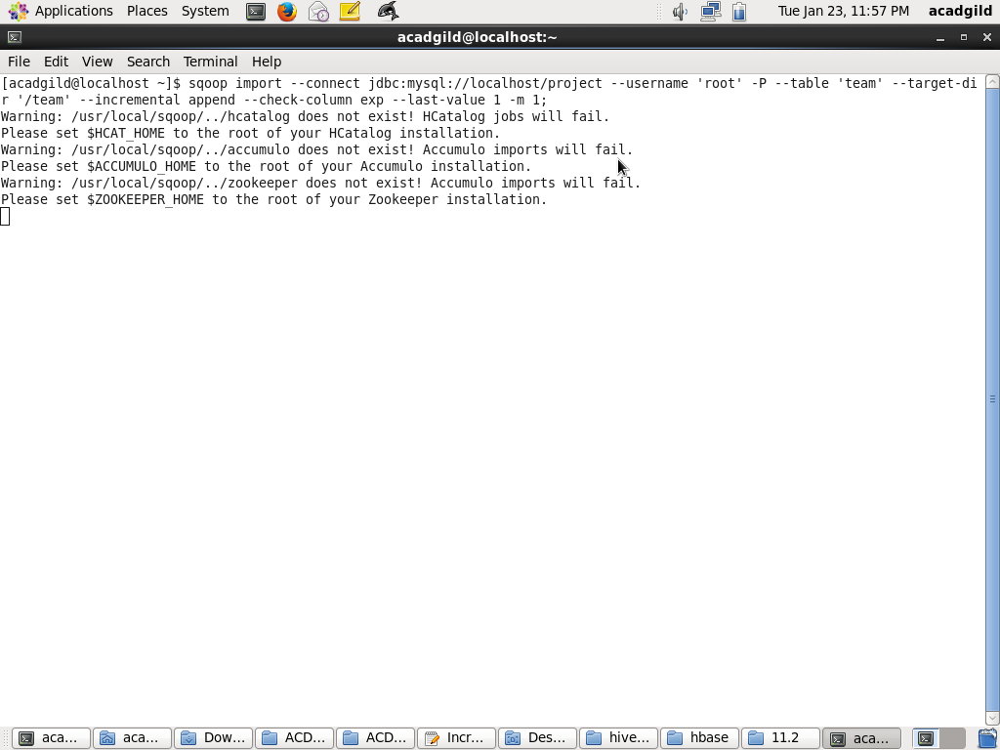 Applications Places System Tue Jan 23, 11:57 PM acadgild
acadgild@localhost:~
File Edit View Search Terminal Help
[acadgild@localhost ~]$ sqoop import --connect jdbc:mysql://localhost/project --username 'root' -P --table 'team' --target-di
r '/team' --incremental append --check-column exp --last-value 1 -m 1;
Warning: /usr/local/sqoop/../hcatalog does not exist! HCatalog jobs will fail.
Please set $HCAT_HOME to the root of your HCatalog installation.
Warning: /usr/local/sqoop/../accumulo does not exist! Accumulo imports will fail.
Please set $ACCUMULO_HOME to the root of your Accumulo installation.
Warning: /usr/local/sqoop/../zookeeper does not exist! Accumulo imports will fail.
Please set $ZOOKEEPER_HOME to the root of your Zookeeper installation.
aca... aca... Dow... ACD... ACD... Incr... Des... hive... hbase 11.2 aca...